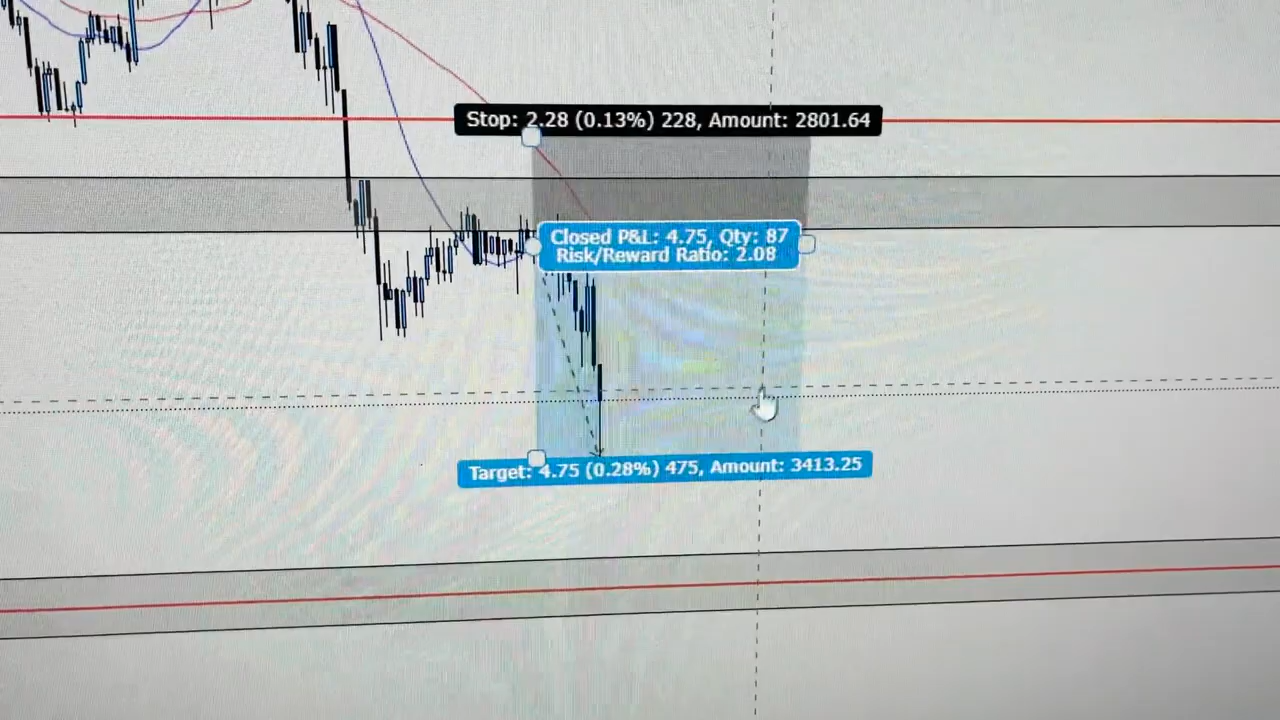 Stop: 2.28 (0.13%) 228, Amount: 2801.64
Closed P&L: 4.75, Qty: 87
Risk/Reward Ratio: 2.08
Target: 4.75 (0.28%) 475, Amount: 3413.25